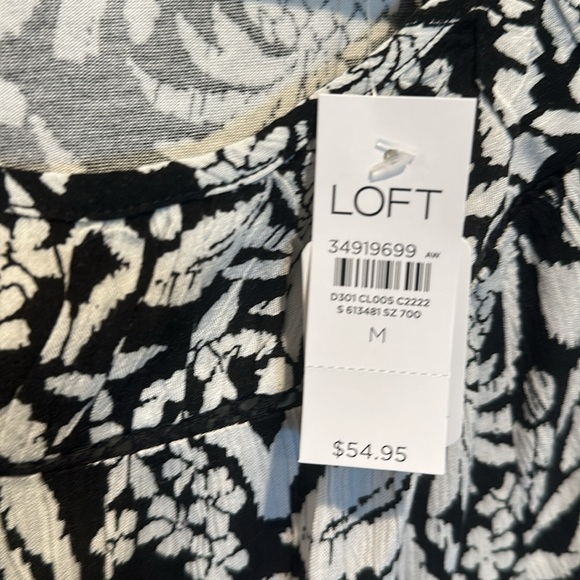 LOFT
34919699 AW
D301 CL005 C2222
S 613481 SZ 700
M
$54.95